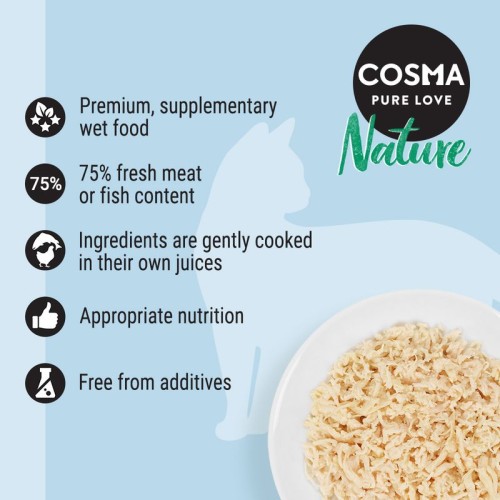 COSMA
PURE LOVE
Nature
Premium, supplementary
wet food
75%
75% fresh meat
or fish content
Ingredients are gently cooked
in their own juices
Appropriate nutrition
Free from additives